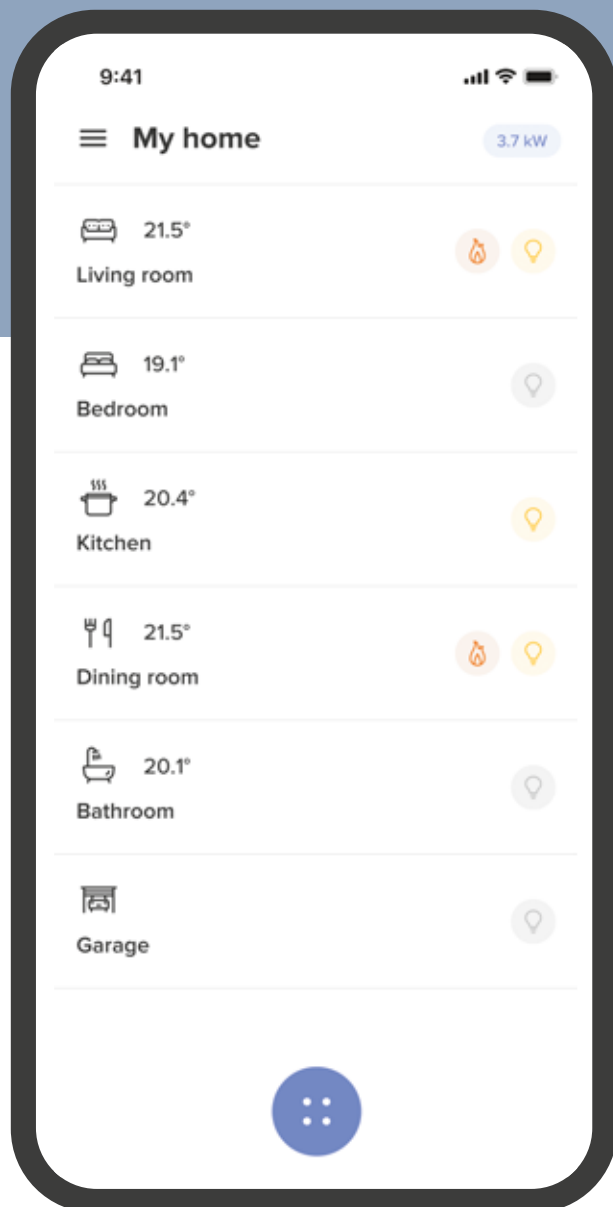 9:41
My home
3.7 kW
21.5°
Living room
19.1°
Bedroom
20.4°
Kitchen
21.5°
Dining room
20.1°
Bathroom
Garage